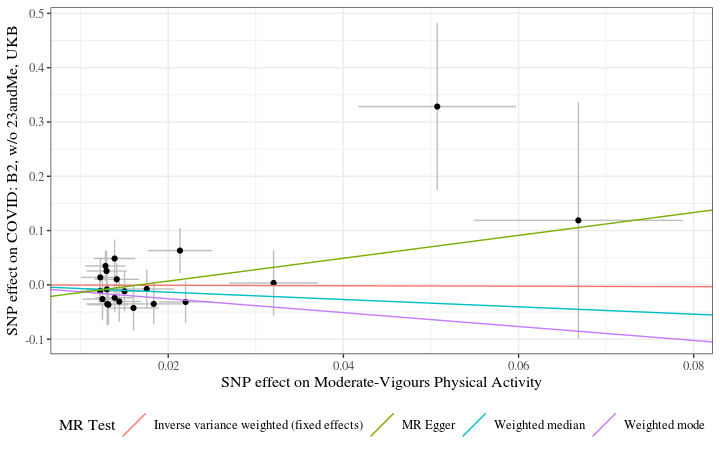 0.5
0.4
0.3
0.2
0.1
0.0
-0.1
SNP effect on COVID: B2, w/o 23andMe, UKB
0.02
0.04
0.06
0.08
SNP effect on Moderate-Vigours Physical Activity
MR Test
Inverse variance weighted (fixed effects)
MR Egger
Weighted median
Weighted mode